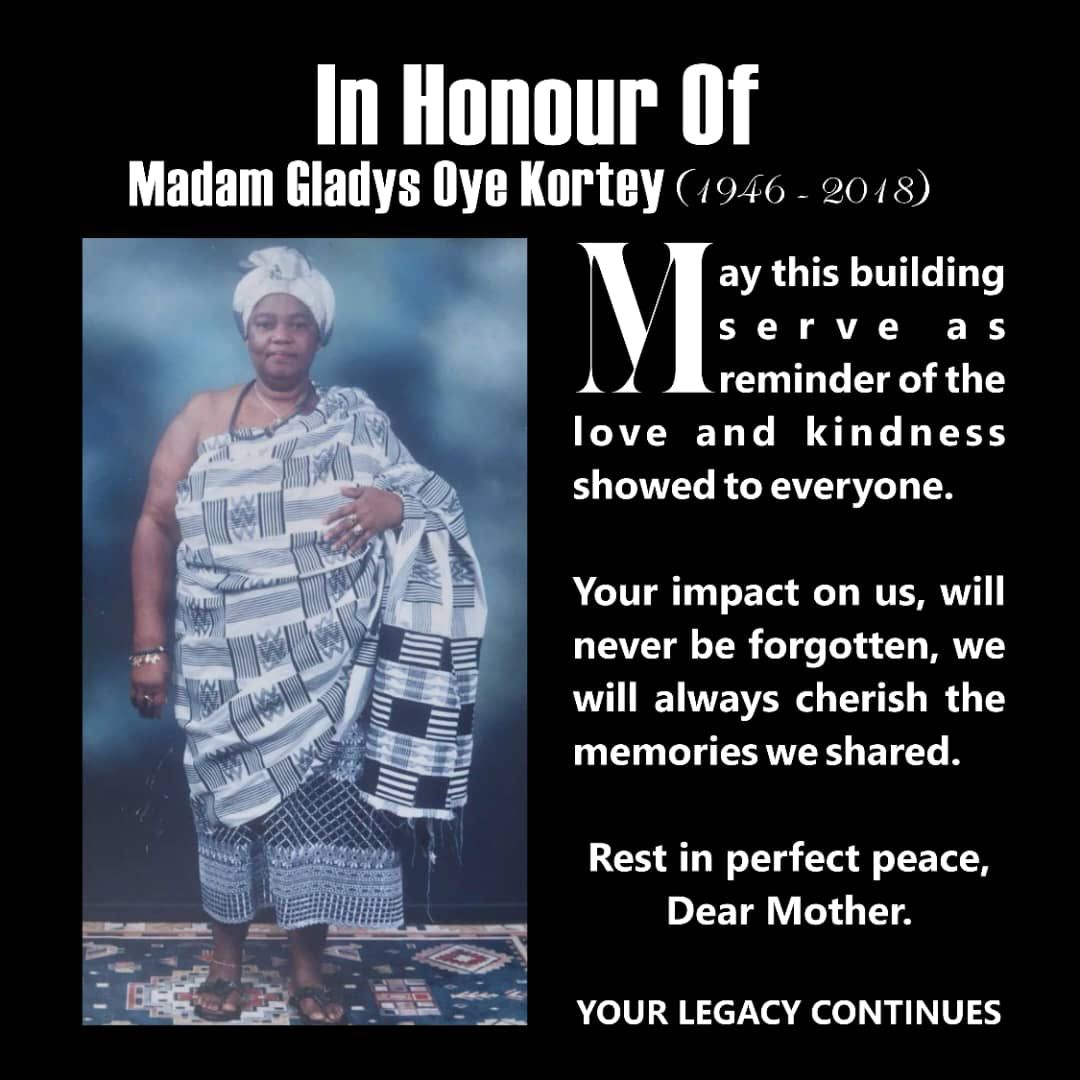 In Honour Of
Madam Gladys Oye Kortey (1946 - 2018)
May this building
serve as
reminder of the
love and kindness
showed to everyone.
Your impact on us, will
never be forgotten, we
will always cherish the
memories we shared.
Rest in perfect peace,
Dear Mother.
YOUR LEGACY CONTINUES